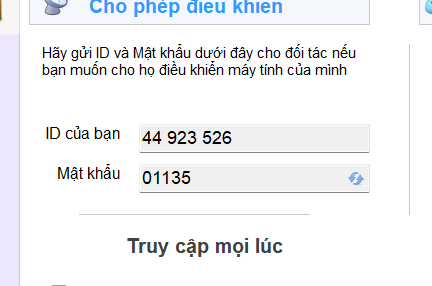 Cho phép điều khiển
Hãy gửi ID và Mật khẩu dưới đây cho đối tác nếu
bạn muốn cho họ điều khiển máy tính của mình
ID của bạn 44 923 526
Mật khẩu 01135
Truy cập mọi lúc